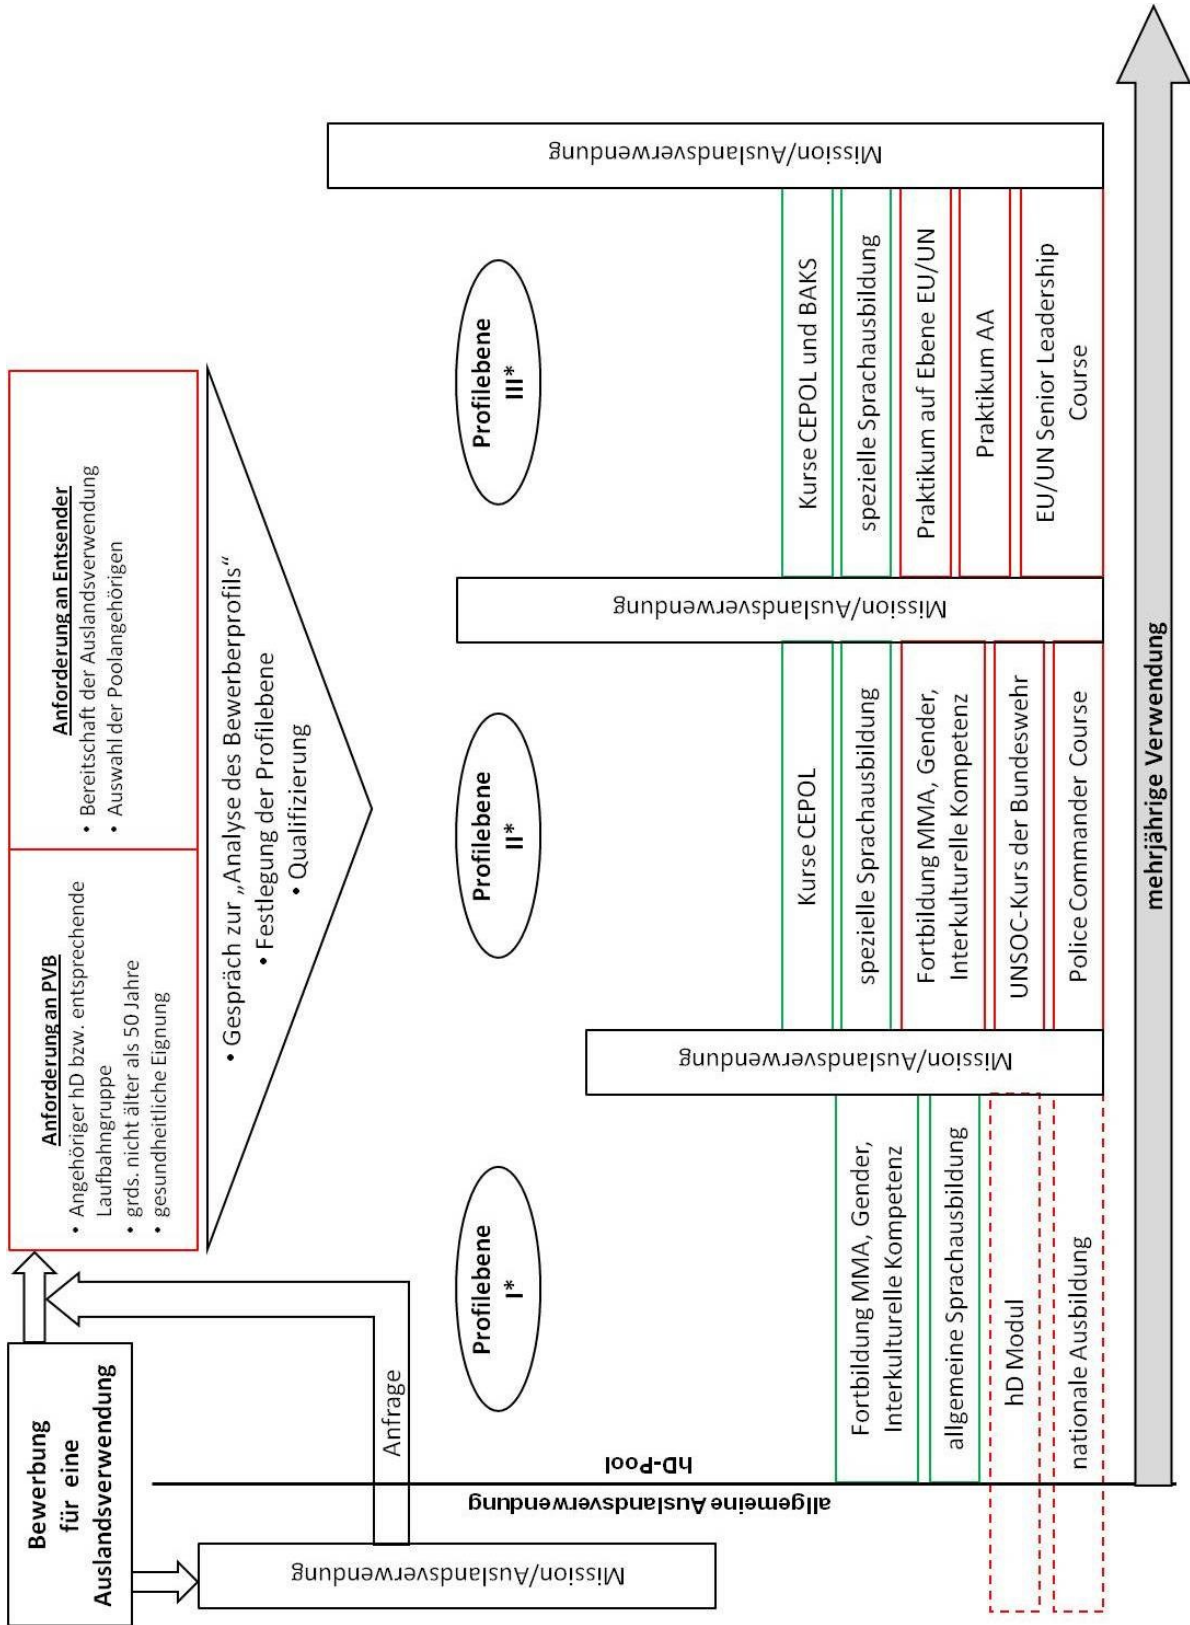 Bewerbung
für eine
Auslandsverwendung
Anforderung an PVB
• Angehöriger hD bzw. entsprechende
Laufbahngruppe
• grds. nicht älter als 50 Jahre
• gesundheitliche Eignung
Anforderung an Entsender
• Bereitschaft der Auslandsverwendung
• Auswahl der Poolangehörigen
• Gespräch zur „Analyse des Bewerberprofils“
• Festlegung der Profilebene
• Qualifizierung
Anfrage
Mission/Auslandsverwendung
allgemeine Auslandsverwendung
hD-Pool
Profilebene
I*
Fortbildung MMA, Gender,
Interkulturelle Kompetenz
allgemeine Sprachausbildung
hD Modul
nationale Ausbildung
Mission/Auslandsverwendung
Profilebene
II*
Kurse CEPOL
spezielle Sprachausbildung
Fortbildung MMA, Gender,
Interkulturelle Kompetenz
UNSOC-Kurs der Bundeswehr
Police Commander Course
Mission/Auslandsverwendung
Profilebene
III*
Kurse CEPOL und BAKS
spezielle Sprachausbildung
Praktikum auf Ebene EU/UN
Praktikum AA
EU/UN Senior Leadership
Course
Mission/Auslandsverwendung
mehrjährige Verwendung